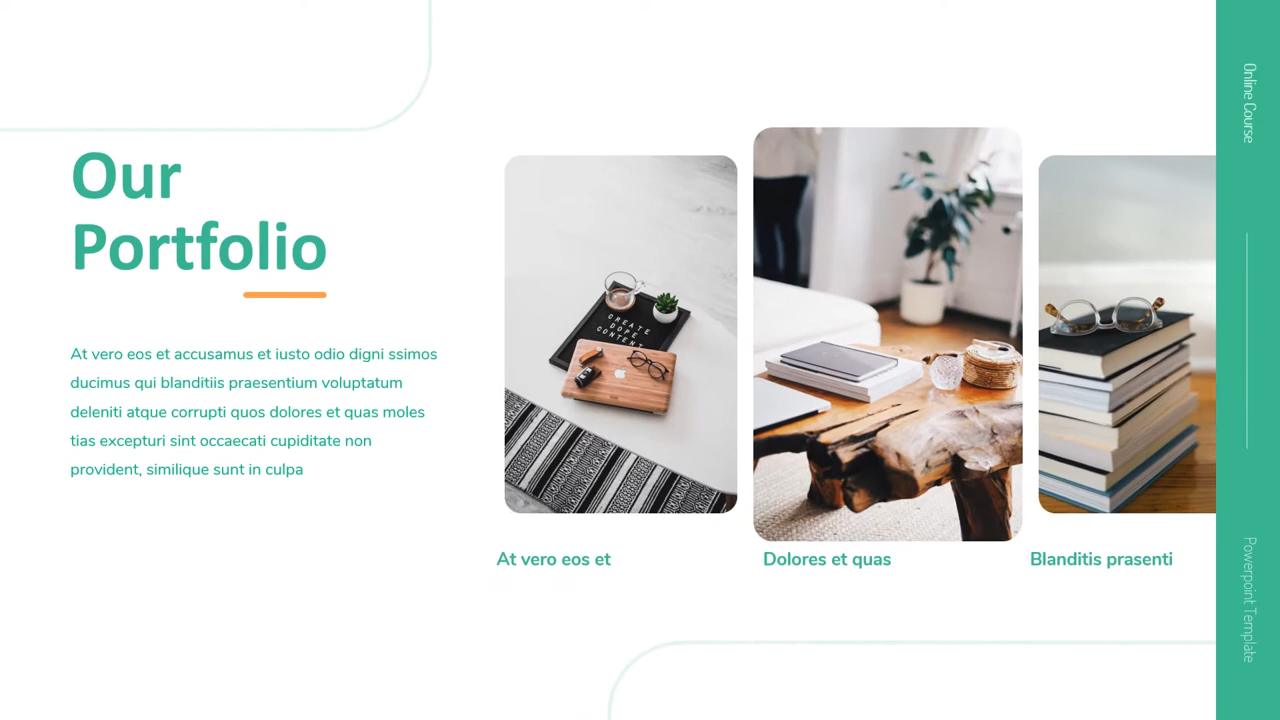 Our
Portfolio
At vero eos et accusamus et iusto odio digni ssimos
ducimus qui blanditiis praesentium voluptatum
deleniti atque corrupti quos dolores et quas moles
tias excepturi sint occaecati cupiditate non
provident, similique sunt in culpa
CREATE
DOPE
CONTENT
At vero eos et
Dolores et quas
Blanditis prasenti
Online Course
Powerpoint Template